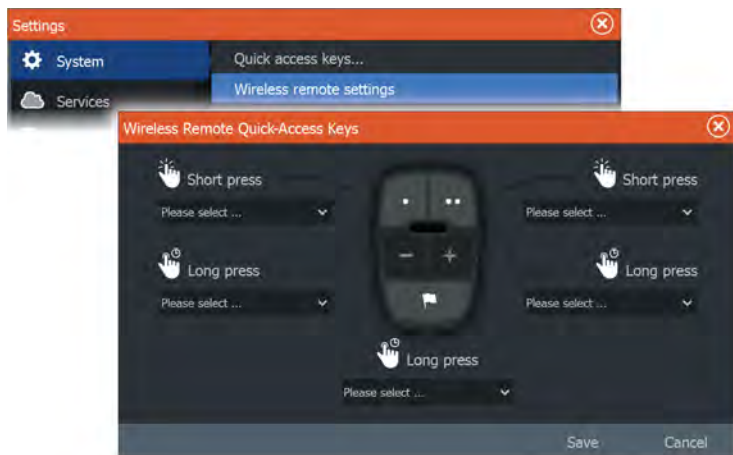 Settings
System
Quick access keys...
Services
Wireless remote settings
Wireless Remote Quick-Access Keys
Short press
Short press
Please select ...
Please select ...
Long press
Long press
Please select ...
Please select ...
Long press
Please select ...
Save
Cancel